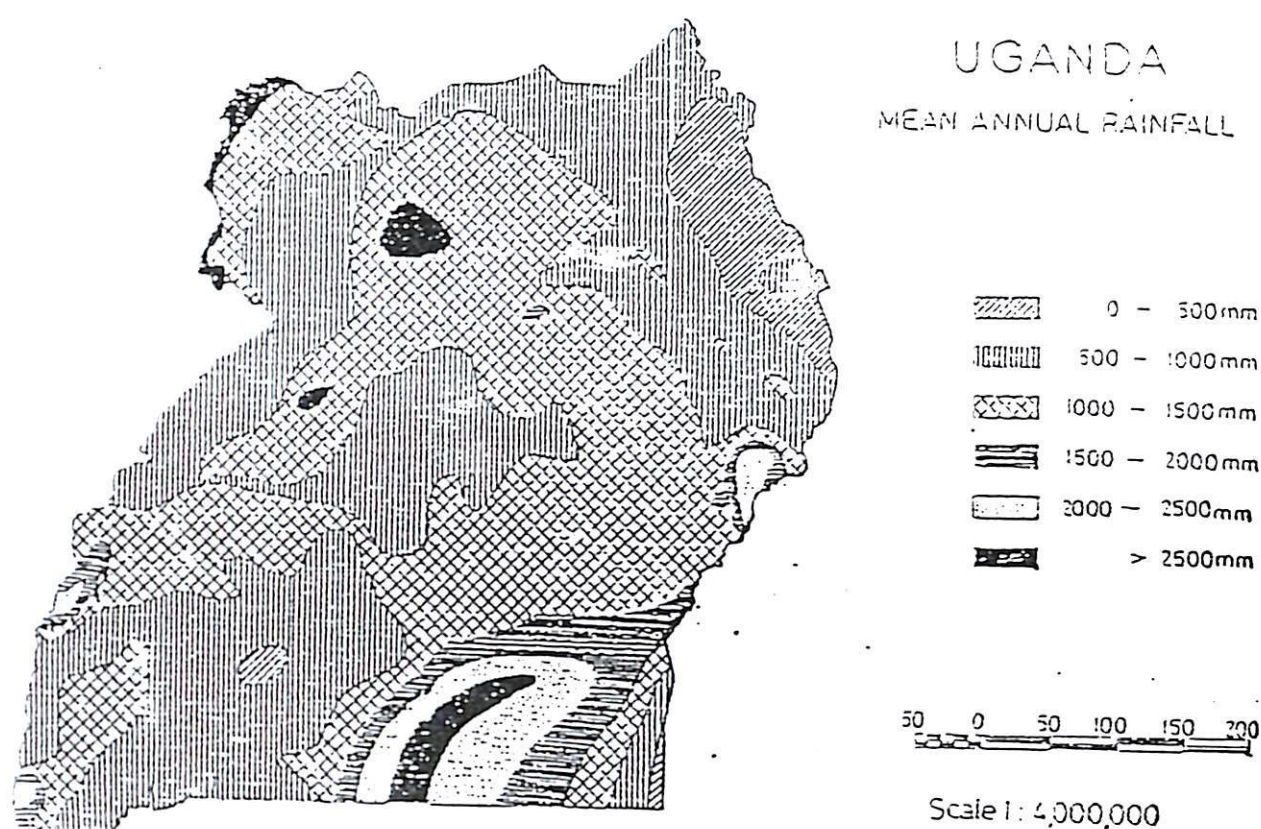 UGANDA
MEAN ANNUAL RAINFALL
0 - 500mm
500 - 1000mm
1000 - 1500mm
1500 - 2000mm
2000 - 2500mm
> 2500mm
50 0 50 100 150 200
Scale 1 : 4,000,000